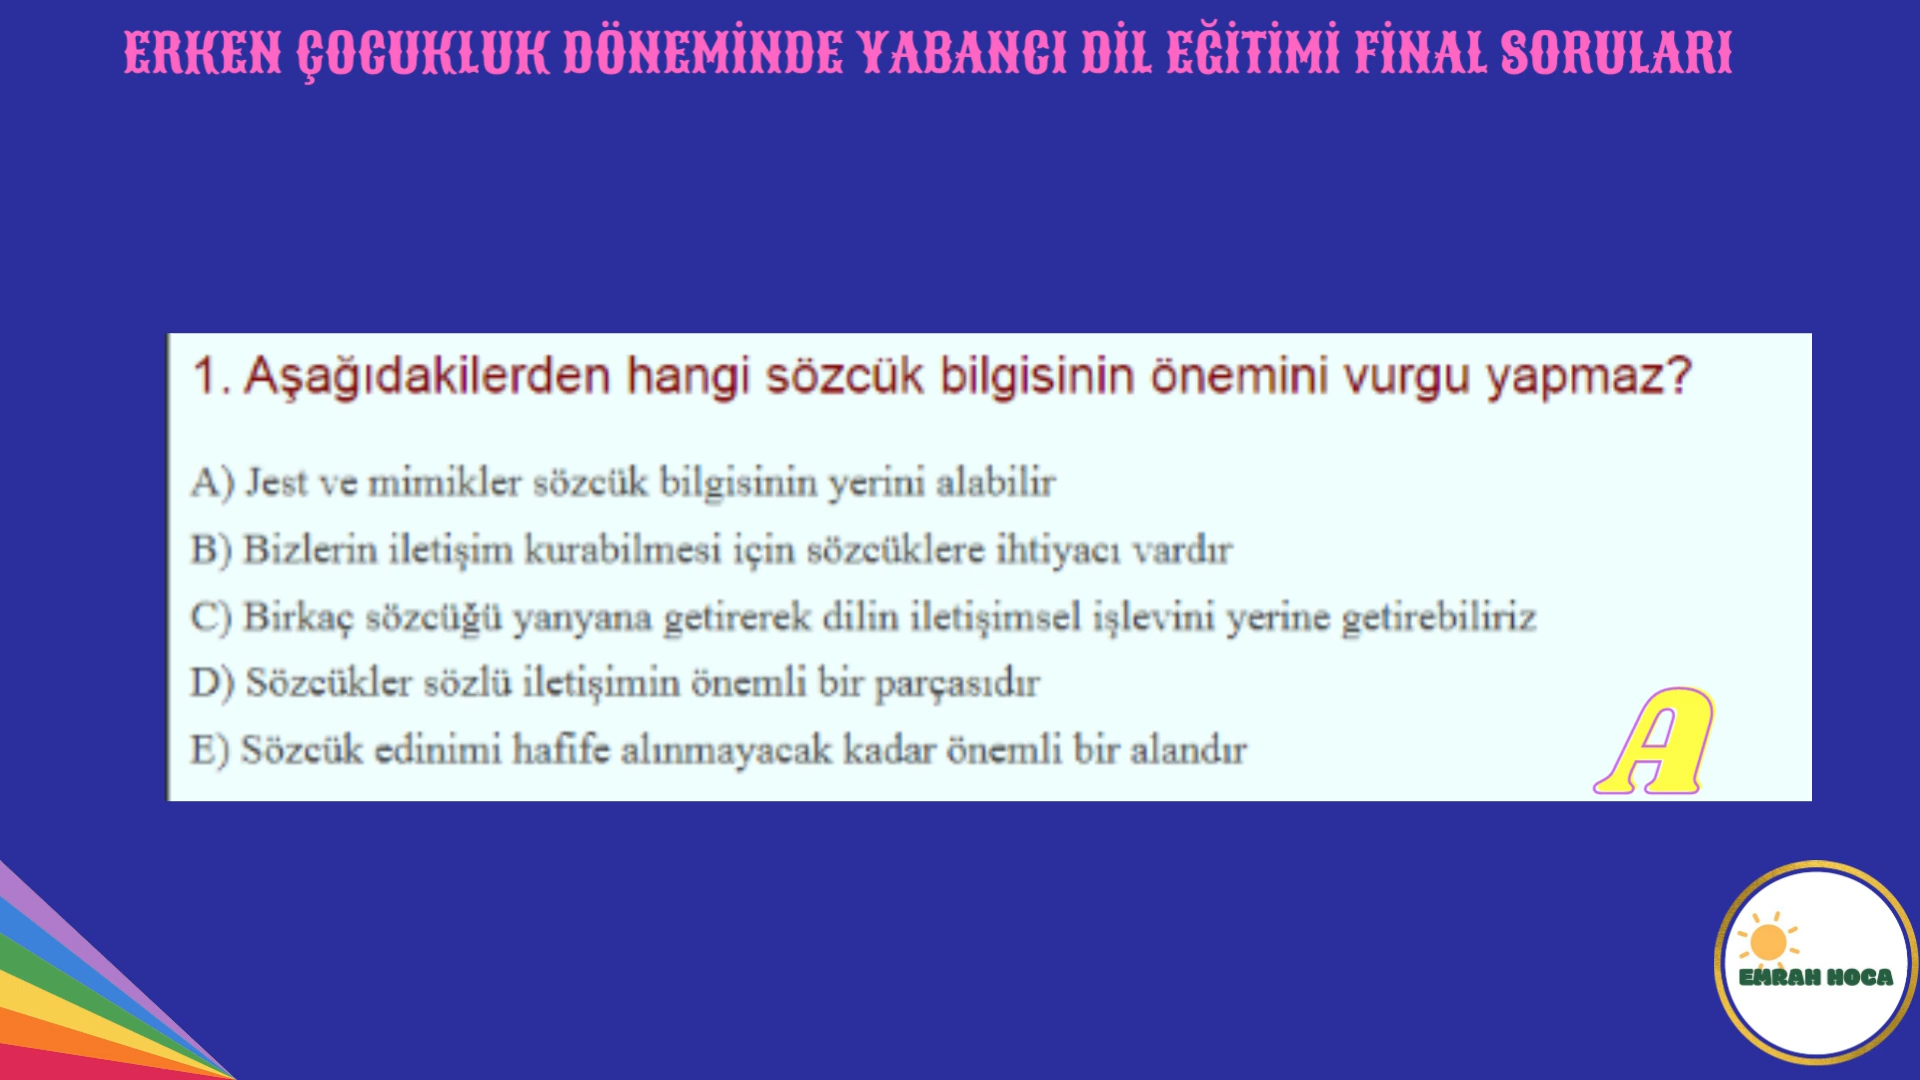 ERKEN ÇOCUKLUK DÖNEMİNDE YABANCI DİL EĞİTİMİ FİNAL SORULARI
1. Aşağıdakilerden hangi sözcük bilgisinin önemini vurgu yapmaz?
A) Jest ve mimikler sözcük bilgisinin yerini alabilir
B) Bizlerin iletişim kurabilmesi için sözcüklere ihtiyacı vardır
C) Birkaç sözcüğü yanyana getirerek dilin iletişimsel işlevini yerine getirebiliriz
D) Sözcükler sözlü iletişimin önemli bir parçasıdır
E) Sözcük edinimi hafife alınmayacak kadar önemli bir alandır
A
EMRAH HOCA